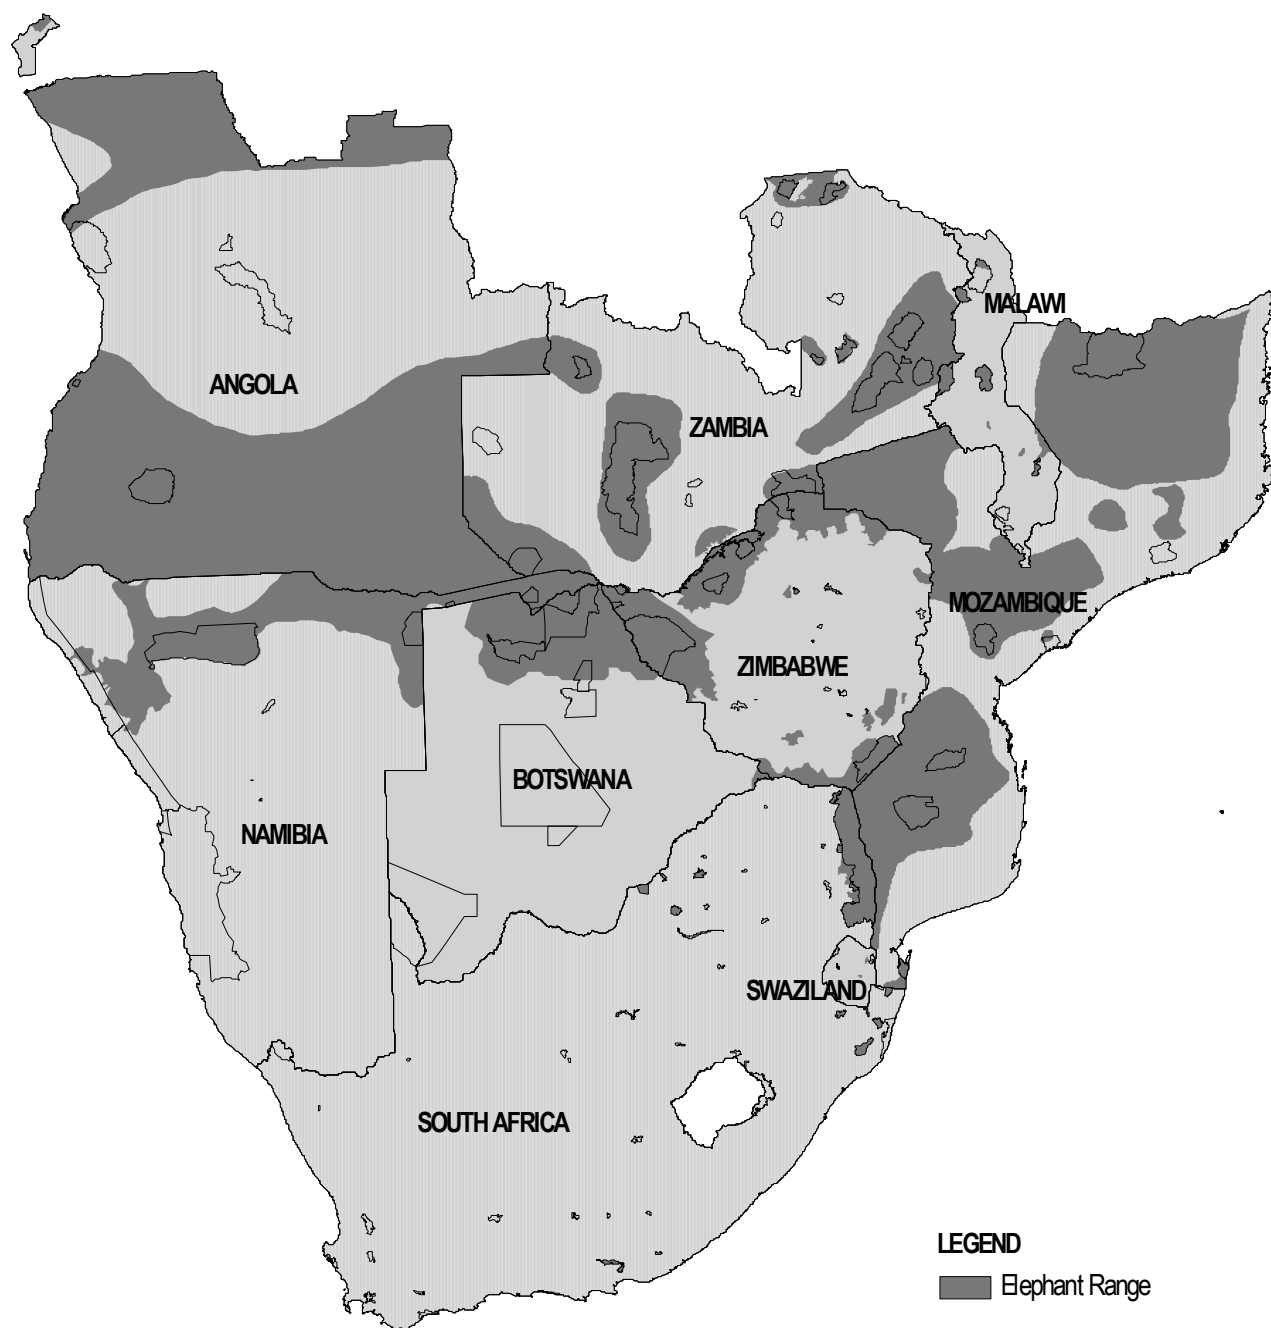 MALAWI
ANGOLA
ZAMBIA
MOZAMBIQUE
ZIMBABWE
BOTSWANA
NAMIBIA
SWAZILAND
SOUTH AFRICA
LEGEND
Elephant Range